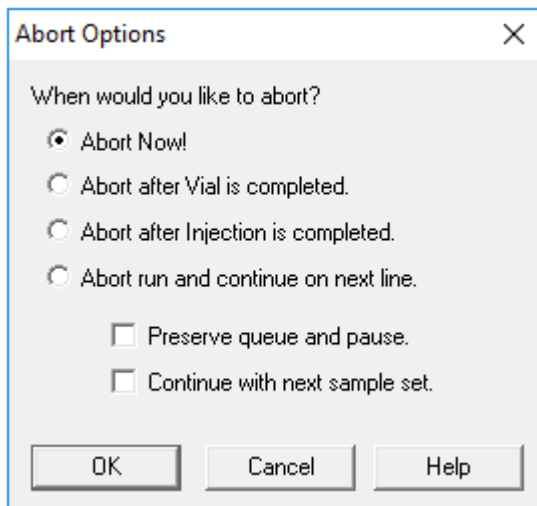 Abort Options
When would you like to abort?
Abort Now!
Abort after Vial is completed.
Abort after Injection is completed.
Abort run and continue on next line.
Preserve queue and pause.
Continue with next sample set.
OK Cancel Help